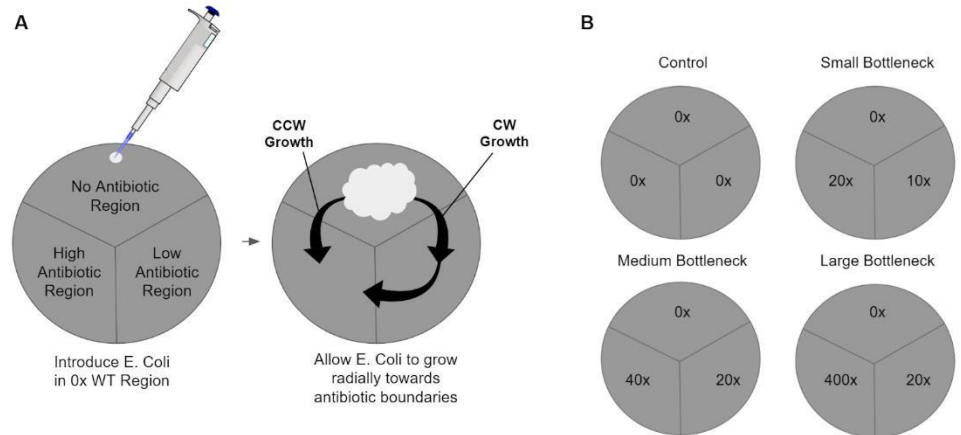 A
CCW
Growth
CW
Growth
No Antibiotic
Region
High
Antibiotic
Region
Low
Antibiotic
Region
Introduce E. Coli
in 0x WT Region
Allow E. Coli to grow
radially towards
antibiotic boundaries
B
Control
0x
0x
0x
Small Bottleneck
0x
20x
10x
Medium Bottleneck
0x
40x
20x
Large Bottleneck
0x
400x
20x